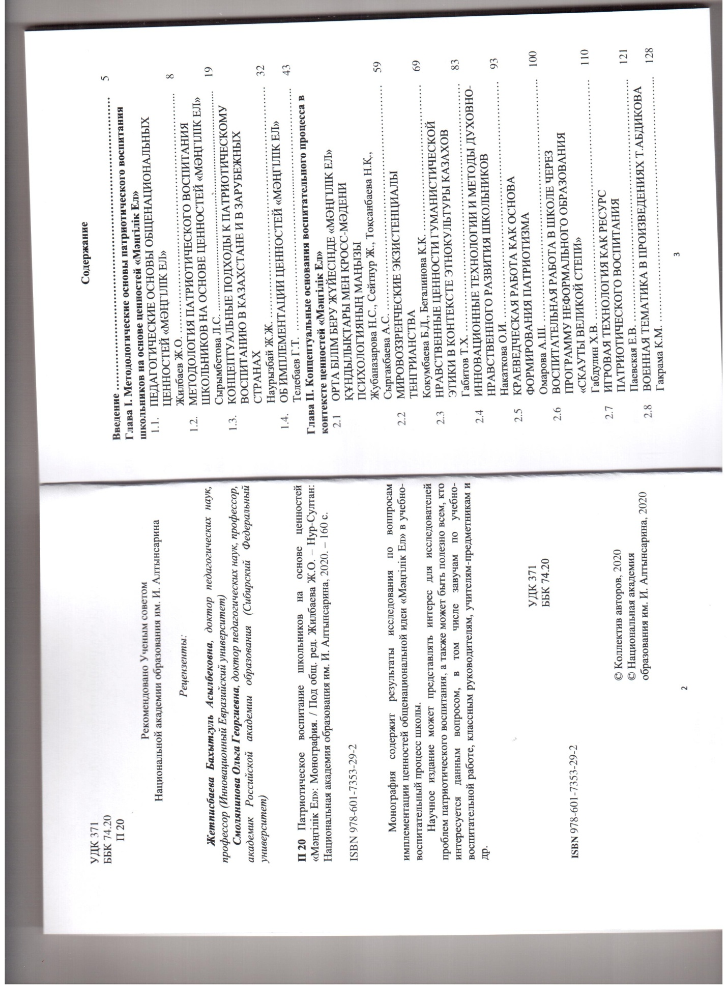 УДК 371
ББК 74.20
П 20
Рекомендовано Ученым советом
Национальной академии образования им. И. Алтынсарина
Рецензенты:
Жетписбаева Бахытгуль Асылбековна, доктор педагогических наук,
профессор (Инновационный Евразийский университет)
Смолянинова Ольга Георгиевна, доктор педагогических наук, профессор,
академик Российской академии образования (Сибирский Федеральный
университет)
П 20 Патриотическое воспитание школьников на основе ценностей
«Мәңгілік Ел»: Монография. / Под общ. ред. Жилбаева Ж.О. – Нур-Султан:
Национальная академия образования им. И. Алтынсарина, 2020. – 160 с.
ISBN 978-601-7353-29-2
Монография содержит результаты исследования по воппросам
имплементации ценностей общенациональной идеи «Мәңгілік Ел» в учебно-
воспитательный процесс школы.
Научное издание может представлять интерес для исследователей
проблем патриотического воспитания, а также может быть полезно всем, кто
интересуется данным вопросом, в том числе завучам по учебно-
воспитательной работе, классным руководителям, учителям-предметникам и
др.
УДК 371
ББК 74.20
ISBN 978-601-7353-29-2
© Коллектив авторов, 2020
© Национальная академия
образования им. И. Алтынсарина, 2020
2
Содержание
Введение ........................................................ 5
Глава I. Методологические основы патриотического воспитания
школьников на основе ценностей «Мәңгілік Ел»
1.1. ПЕДАГОГИЧЕСКИЕ ОСНОВЫ ОБЩЕНАЦИОНАЛЬНЫХ
ЦЕННОСТЕЙ «МӘҢГІЛІК ЕЛ»
Жилбаев Ж.О. ........................................................ 8
1.2. МЕТОДОЛОГИЯ ПАТРИОТИЧЕСКОГО ВОСПИТАНИЯ
ШКОЛЬНИКОВ НА ОСНОВЕ ЦЕННОСТЕЙ «МӘҢГІЛІК ЕЛ»
Сырымбетова Л.С. ........................................................ 19
1.3. КОНЦЕПТУАЛЬНЫЕ ПОДХОДЫ К ПАТРИОТИЧЕСКОМУ
ВОСПИТАНИЮ В КАЗАХСТАНЕ И В ЗАРУБЕЖНЫХ
СТРАНАХ
Наурызбай Ж.Ж. ........................................................ 32
1.4. ОБ ИМПЛЕМЕНТАЦИИ ЦЕННОСТЕЙ «МӘҢГІЛІК ЕЛ»
Телебаев Г.Т. ........................................................ 43
Глава II. Концептуальные основания воспитательного процесса в
контексте ценностей «Мәңгілік Ел»
2.1 ОРТА БІЛІМ БЕРУ ЖҮЙЕСІНДЕ «МӘҢГІЛІК ЕЛ»
ҚҰНДЫЛЫҚТАРЫ МЕН КРОСС-МӘДЕНИ
ПСИХОЛОГИЯНЫҢ МАҢЫЗЫ
Жубаназарова Н.С., Сейтнур Ж., Тоқсанбаева Н.Қ.,
Сыргакбаева А.С. ........................................................ 59
2.2 МИРОВОЗЗРЕНЧЕСКИЕ ЭКЗИСТЕНЦИАЛЫ
ТЕНГРИАНСТВА
Кокумбаева Б.Д., Бегалинова К.К. ........................................................ 69
2.3 НРАВСТВЕННЫЕ ЦЕННОСТИ ГУМАНИСТИЧЕСКОЙ
ЭТИКИ В КОНТЕКСТЕ ЭТНОКУЛЬТУРЫ КАЗАХОВ
Габитов Т.Х. ........................................................ 83
2.4 ИННОВАЦИОННЫЕ ТЕХНОЛОГИИ И МЕТОДЫ ДУХОВНО-
НРАВСТВЕННОГО РАЗВИТИЯ ШКОЛЬНИКОВ
Накаткова О.И. ........................................................ 93
2.5 КРАЕВЕДЧЕСКАЯ РАБОТА КАК ОСНОВА
ФОРМИРОВАНИЯ ПАТРИОТИЗМА
Омарова А.Ш. ........................................................ 100
2.6 ВОСПИТАТЕЛЬНАЯ РАБОТА В ШКОЛЕ ЧЕРЕЗ
ПРОГРАММУ НЕФОРМАЛЬНОГО ОБРАЗОВАНИЯ
«СКАУТЫ ВЕЛИКОЙ СТЕПИ»
Габдулин Х.В. ........................................................ 110
2.7 ИГРОВАЯ ТЕХНОЛОГИЯ КАК РЕСУРС
ПАТРИОТИЧЕСКОГО ВОСПИТАНИЯ
Паевская Е.В. ........................................................ 121
2.8 ВОЕННАЯ ТЕМАТИКА В ПРОИЗВЕДЕНИЯХ Т.АБДИКОВА
Гакрама К.М. ........................................................ 128
3